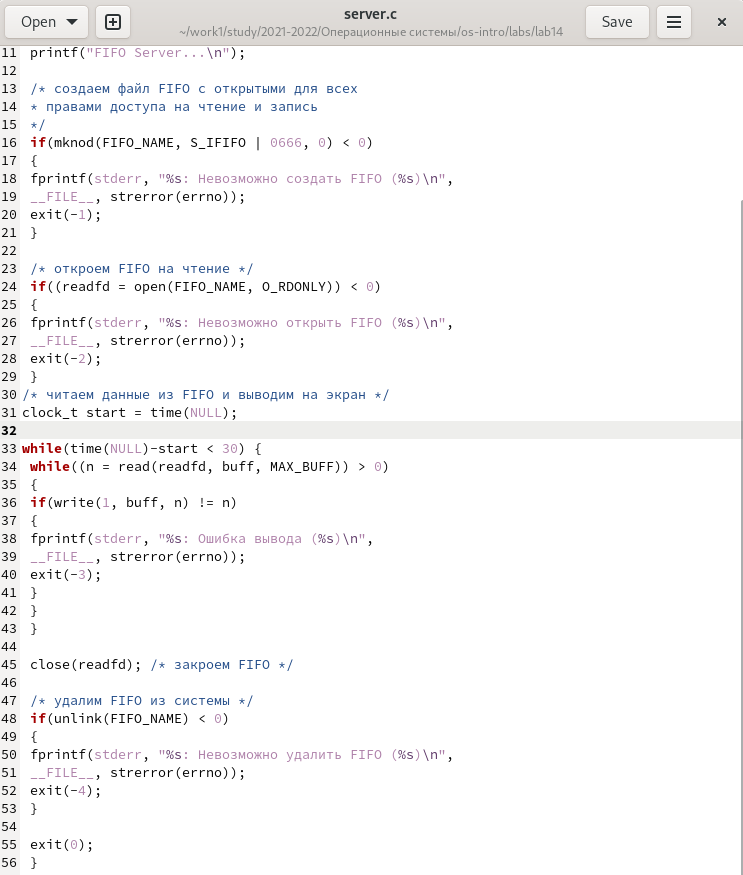 Open
server.c
~/work1/study/2021-2022/Операционные системы/os-intro/labs/lab14
Save
11 printf("FIFO Server...\n");
12
13 /* создаем файл FIFO с открытыми для всех
14 * правами доступа на чтение и запись
15 */
16 if(mknod(FIFO_NAME, S_IFIFO | 0666, 0) < 0)
17 {
18 fprintf(stderr, "%s: Невозможно создать FIFO (%s)\n",
19 __FILE__, strerror(errno));
20 exit(-1);
21 }
22
23 /* откроем FIFO на чтение */
24 if((readfd = open(FIFO_NAME, O_RDONLY)) < 0)
25 {
26 fprintf(stderr, "%s: Невозможно открыть FIFO (%s)\n",
27 __FILE__, strerror(errno));
28 exit(-2);
29 }
30 /* читаем данные из FIFO и выводим на экран */
31 clock_t start = time(NULL);
32
33 while(time(NULL)-start < 30) {
34 while((n = read(readfd, buff, MAX_BUFF)) > 0)
35 {
36 if(write(1, buff, n) != n)
37 {
38 fprintf(stderr, "%s: Ошибка вывода (%s)\n",
39 __FILE__, strerror(errno));
40 exit(-3);
41 }
42 }
43 }
44
45 close(readfd); /* закроем FIFO */
46
47 /* удалим FIFO из системы */
48 if(unlink(FIFO_NAME) < 0)
49 {
50 fprintf(stderr, "%s: Невозможно удалить FIFO (%s)\n",
51 __FILE__, strerror(errno));
52 exit(-4);
53 }
54
55 exit(0);
56 }